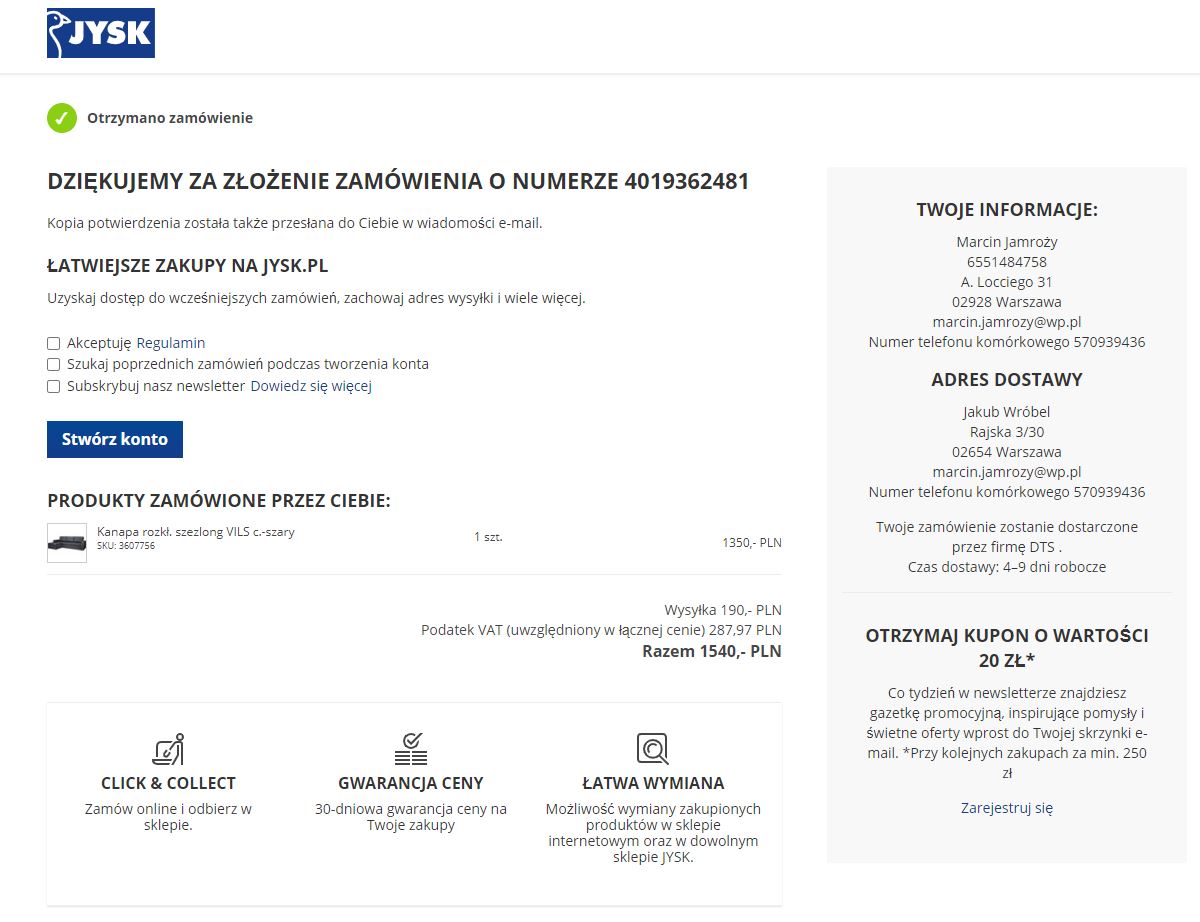 JYSK
Otrzymano zamówienie
DZIĘKUJEMY ZA ZŁOŻENIE ZAMÓWIENIA O NUMERZE 4019362481
Kopia potwierdzenia została także przesłana do Ciebie w wiadomości e-mail.
ŁATWIEJSZE ZAKUPY NA JYSK.PL
Uzyskaj dostęp do wcześniejszych zamówień, zachowaj adres wysyłki i wiele więcej.
Akceptuję Regulamin
Szukaj poprzednich zamówień podczas tworzenia konta
Subskrybuj nasz newsletter Dowiedz się więcej
Stwórz konto
PRODUKTY ZAMÓWIONE PRZEZ CIEBIE:
Kanapa rozkł. szezlong VILS c.-szary
SKU: 3607756
1 szt.
1350,- PLN
Wysyłka 190,- PLN
Podatek VAT (uwzględniony w łącznej cenie) 287,97 PLN
Razem 1540,- PLN
CLICK & COLLECT
Zamów online i odbierz w
sklepie.
GWARANCJA CENY
30-dniowa gwarancja ceny na
Twoje zakupy
ŁATWA WYMIANA
Możliwość wymiany zakupionych
produktów w sklepie
internetowym oraz w dowolnym
sklepie JYSK.
TWOJE INFORMACJE:
Marcin Jamroży
6551484758
A. Locciego 31
02928 Warszawa
marcin.jamrozy@wp.pl
Numer telefonu komórkowego 570939436
ADRES DOSTAWY
Jakub Wróbel
Rajska 3/30
02654 Warszawa
marcin.jamrozy@wp.pl
Numer telefonu komórkowego 570939436
Twoje zamówienie zostanie dostarczone
przez firmę DTS .
Czas dostawy: 4–9 dni robocze
OTRZYMAJ KUPON O WARTOŚCI
20 ZŁ*
Co tydzień w newsletterze znajdziesz
gazetkę promocyjną, inspirujące pomysły i
świetne oferty wprost do Twojej skrzynki e-
mail. *Przy kolejnych zakupach za min. 250
zł
Zarejestruj się